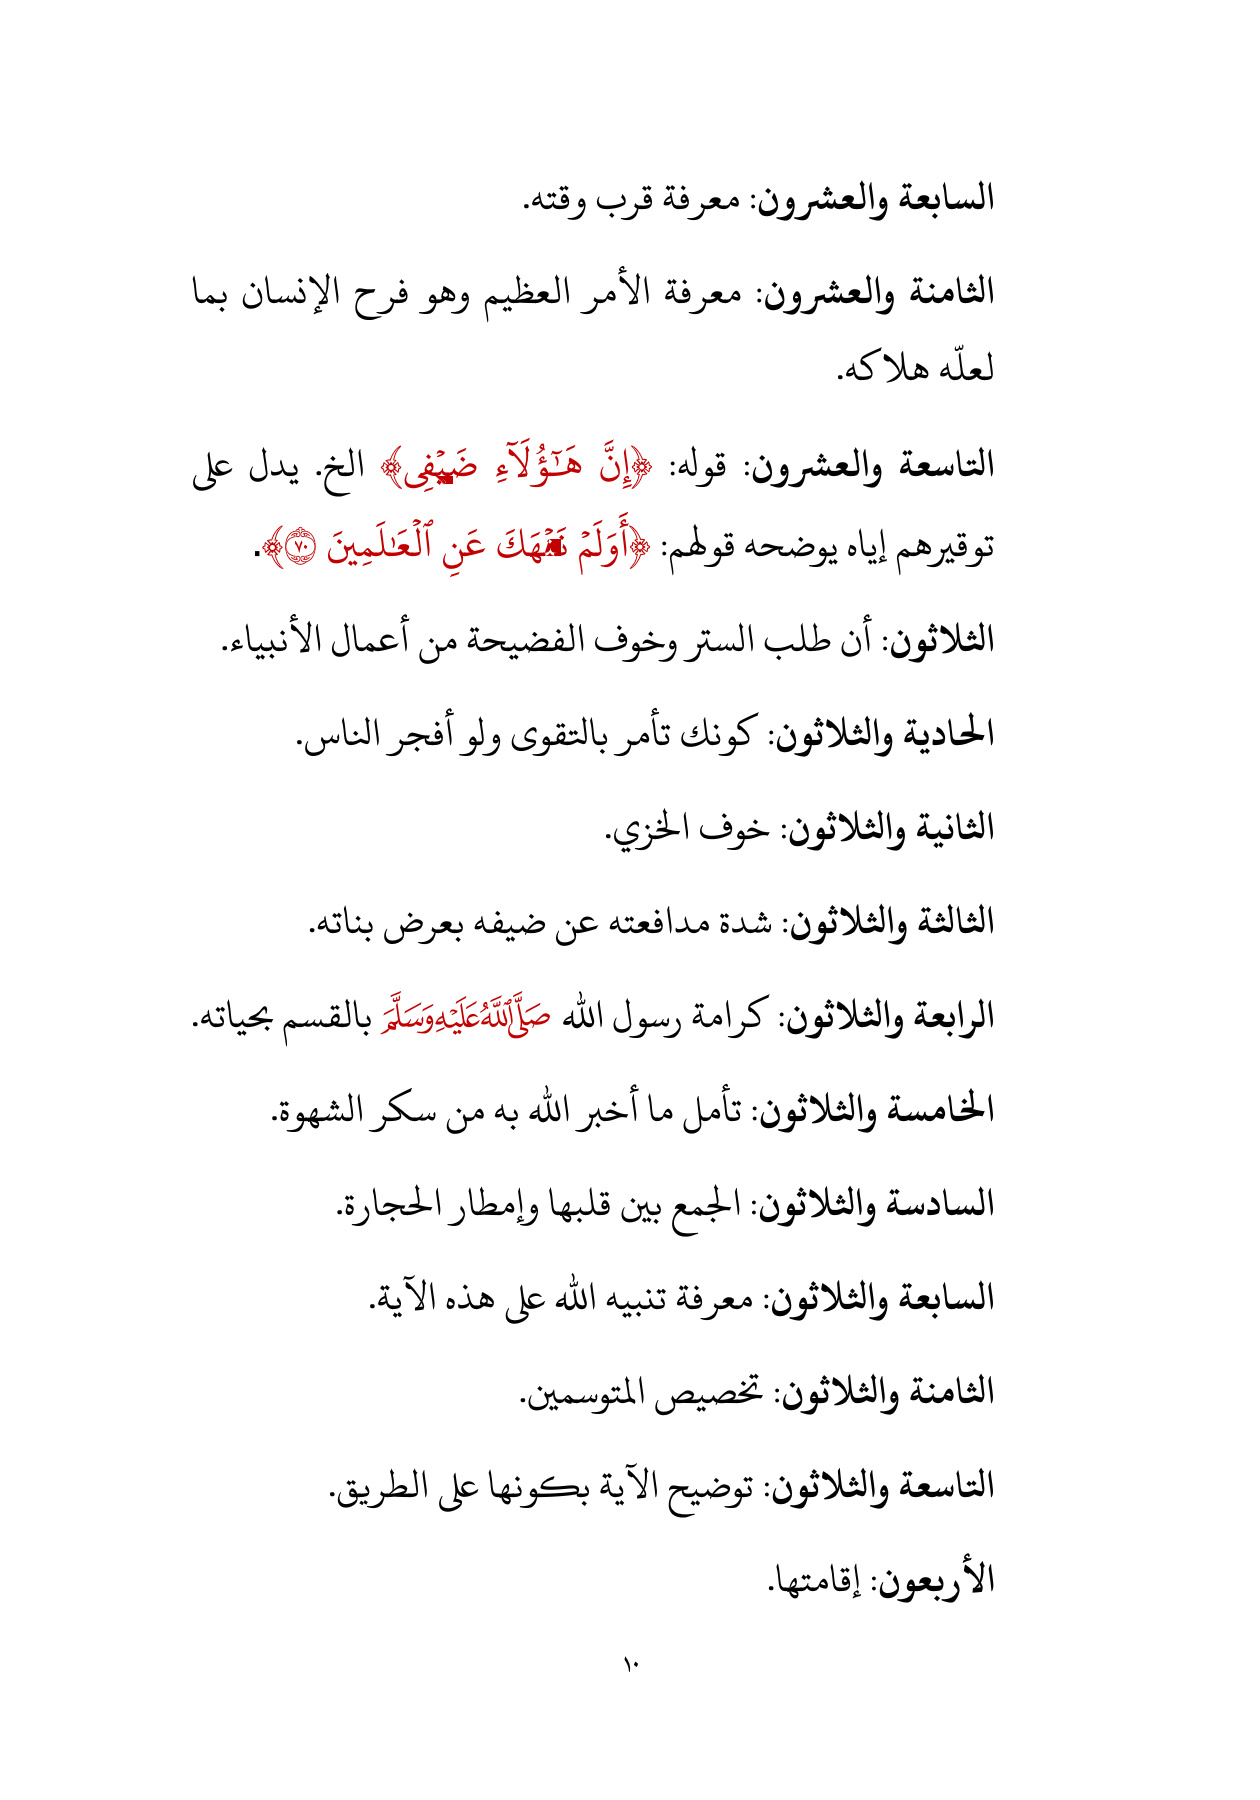 السابعة والعشرون: معرفة قرب وقته.
الثامنة والعشرون: معرفة الأمر العظيم وهو فرح الإنسان بما
لعلّه هلاكه.
التاسعة والعشرون: قوله: ﴿إِنَّ هَٰٓؤُلَآءِ ضَيۡفِي﴾ الخ. يدل على
توقيرهم إياه يوضحه قولهم: ﴿أَوَلَمۡ نَنۡهَكَ عَنِ ٱلۡعَٰلَمِينَ ٧٠﴾.
الثلاثون: أن طلب الستر وخوف الفضيحة من أعمال الأنبياء.
الحادية والثلاثون: كونك تأمر بالتقوى ولو أفجر الناس.
الثانية والثلاثون: خوف الخزي.
الثالثة والثلاثون: شدة مدافعته عن ضيفه بعرض بناته.
الرابعة والثلاثون: كرامة رسول الله صَلَّىٱللَّهُعَلَيْهِوَسَلَّمَ بالقسم بحياته.
الخامسة والثلاثون: تأمل ما أخبر الله به من سكر الشهوة.
السادسة والثلاثون: الجمع بين قلبها وإمطار الحجارة.
السابعة والثلاثون: معرفة تنبيه الله على هذه الآية.
الثامنة والثلاثون: تخصيص المتوسمين.
التاسعة والثلاثون: توضيح الآية بكونها على الطريق.
الأربعون: إقامتها.
١٠